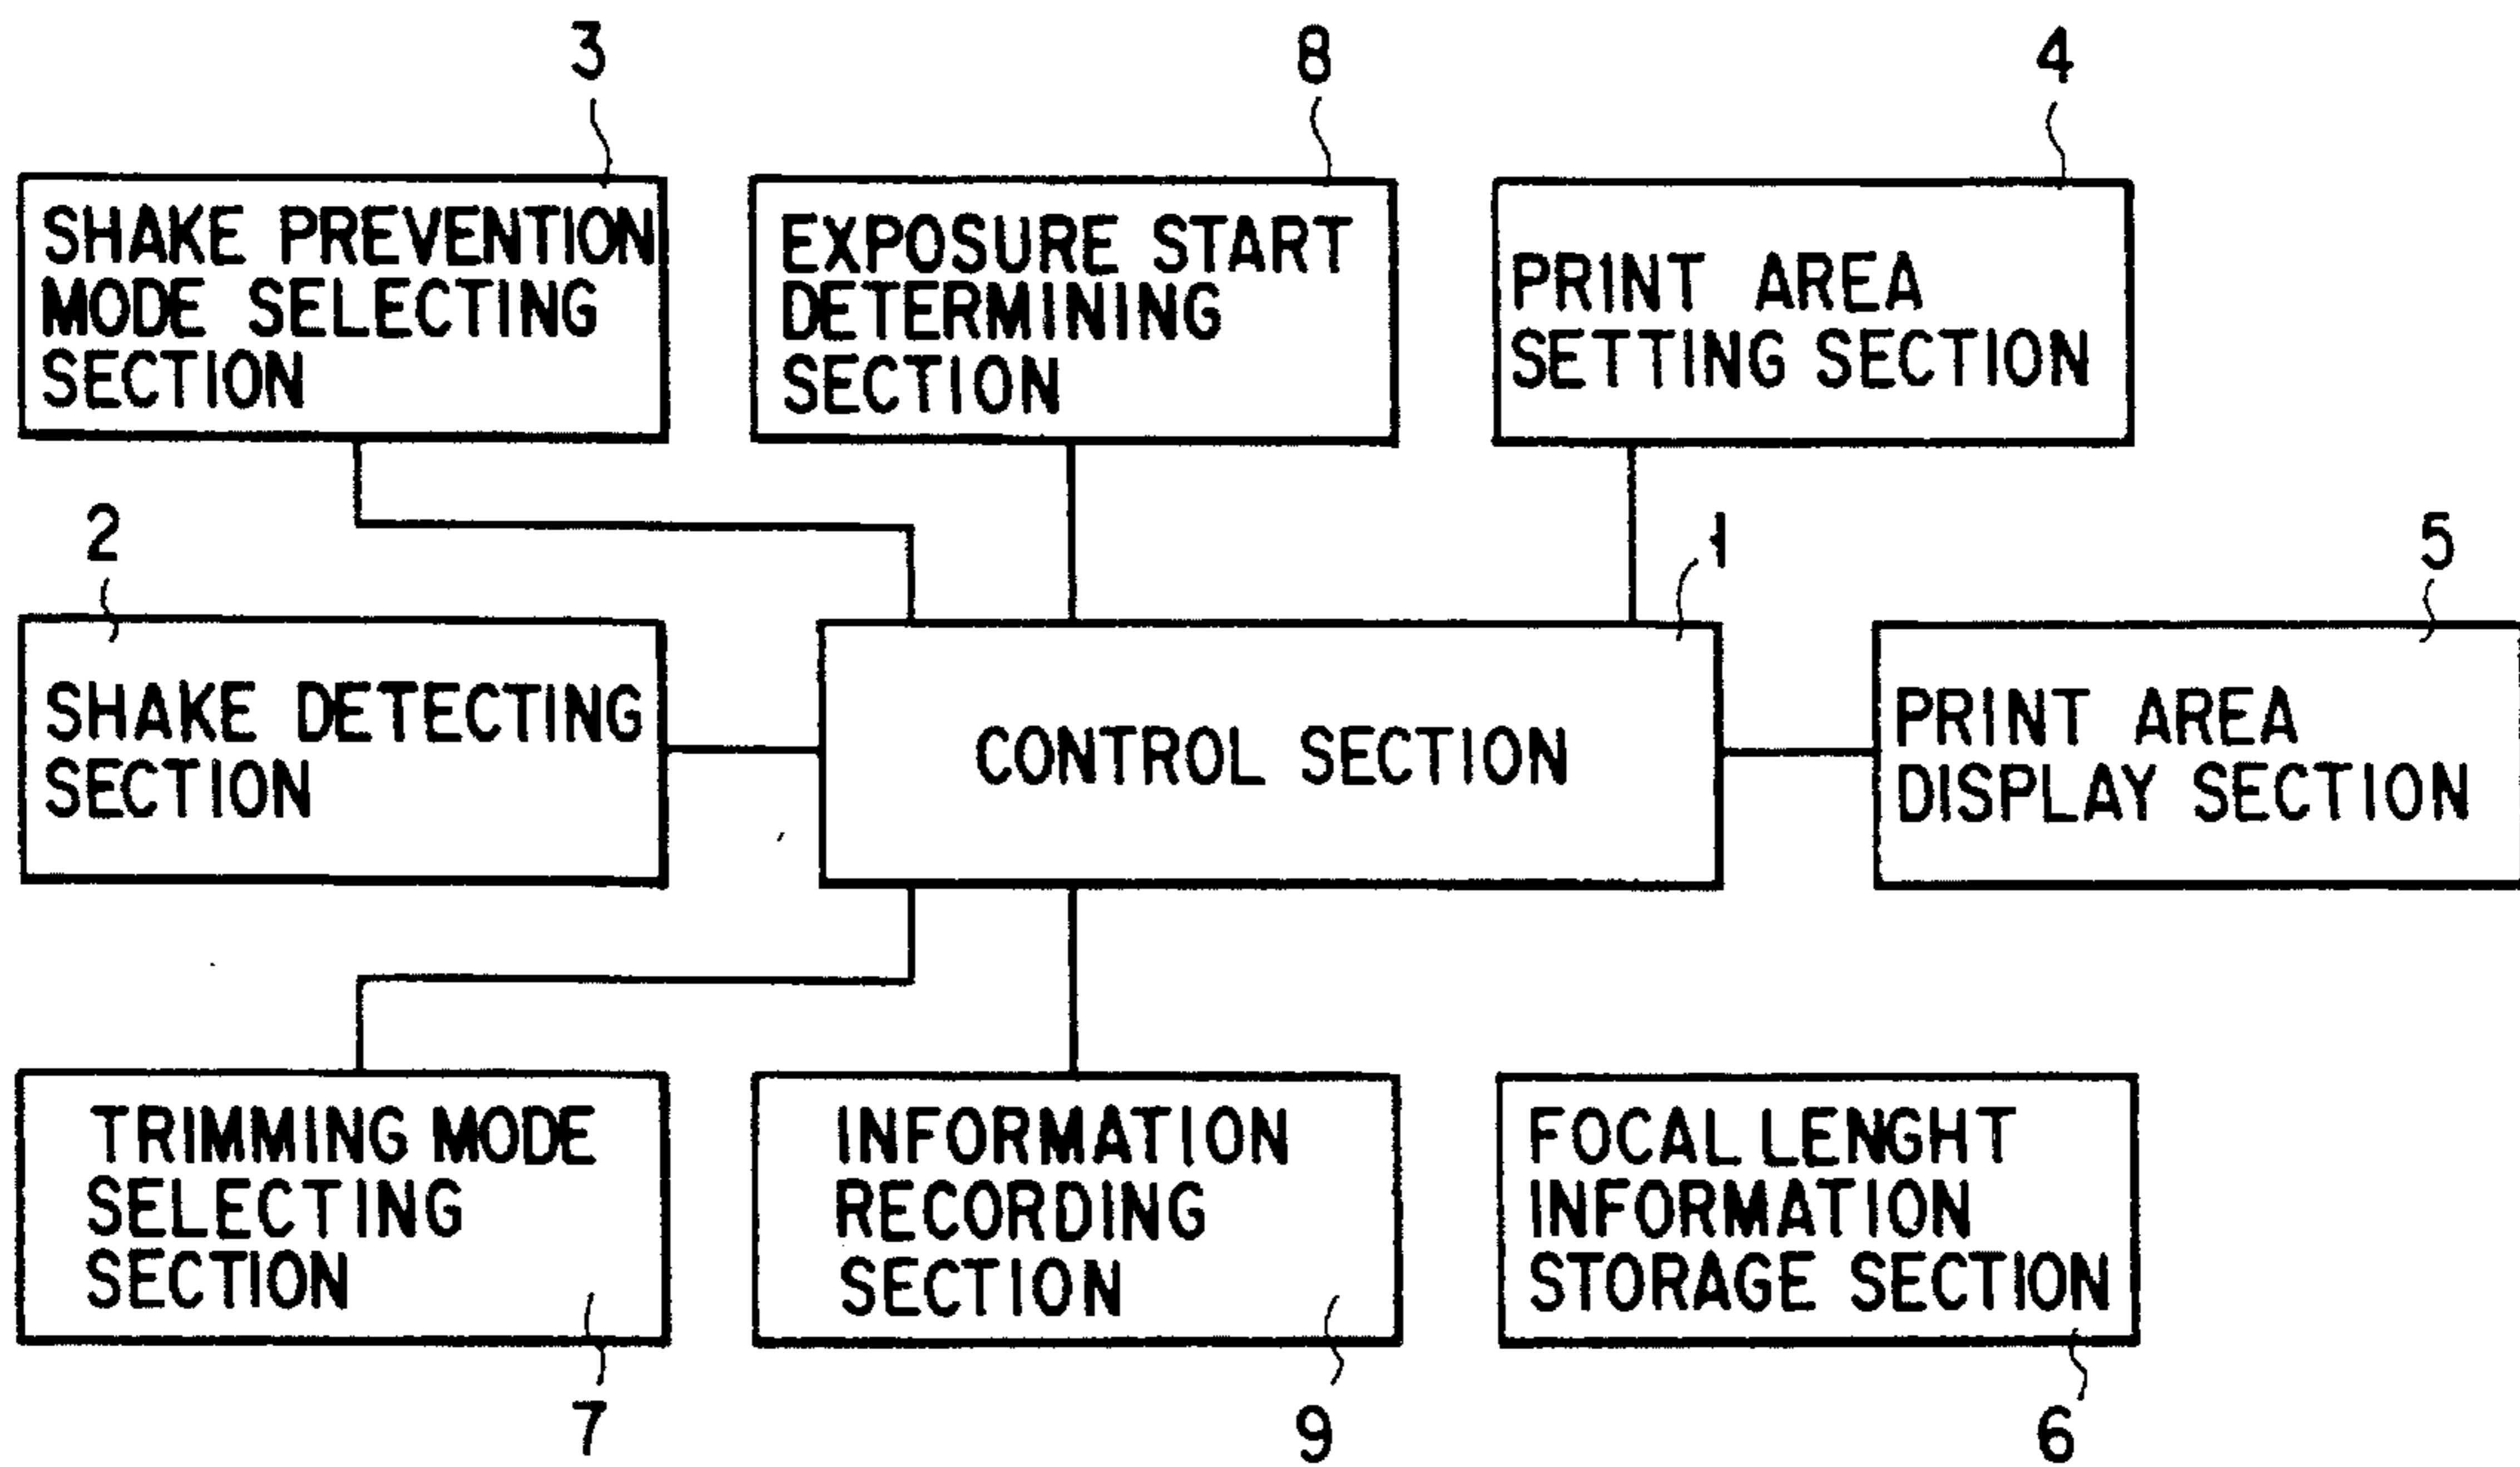 3
8
4
SHAKE PREVENTION
MODE SELECTING
SECTION
EXPOSURE START
DETERMINING
SECTION
PRINT AREA
SETTING SECTION
2
1
5
SHAKE DETECTING
SECTION
CONTROL SECTION
PRINT AREA
DISPLAY SECTION
TRIMMING MODE
SELECTING
SECTION
INFORMATION
RECORDING
SECTION
FOCAL LENGHT
INFORMATION
STORAGE SECTION
7
9
6